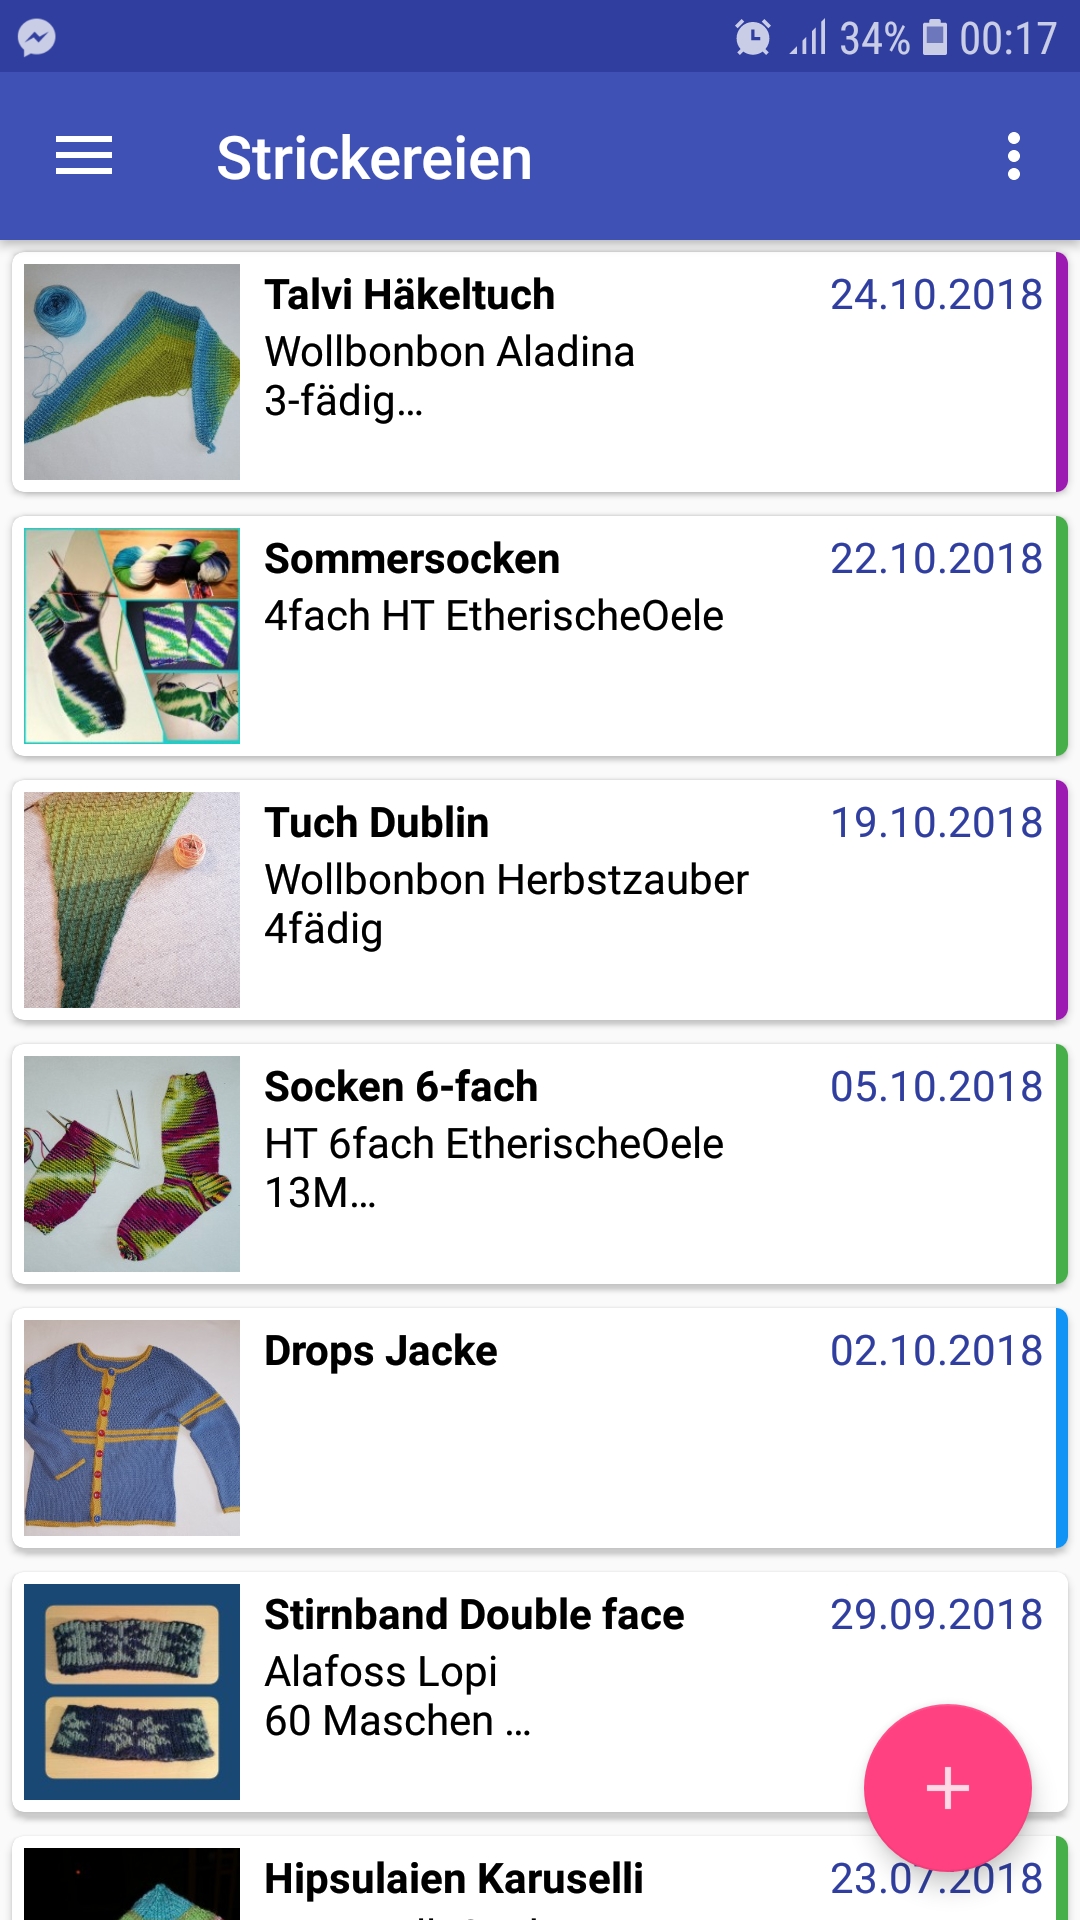 34% 00:17
Strickereien
Talvi Häkeltuch 24.10.2018
Wollbonbon Aladina
3-fädig...
Sommersocken 22.10.2018
4fach HT EtherischeOele
Tuch Dublin 19.10.2018
Wollbonbon Herbstzauber
4fädig
Socken 6-fach 05.10.2018
HT 6fach EtherischeOele
13M...
Drops Jacke 02.10.2018
Stirnband Double face 29.09.2018
Alafoss Lopi
60 Maschen ...
Hipsulaien Karuselli 23.07.2018